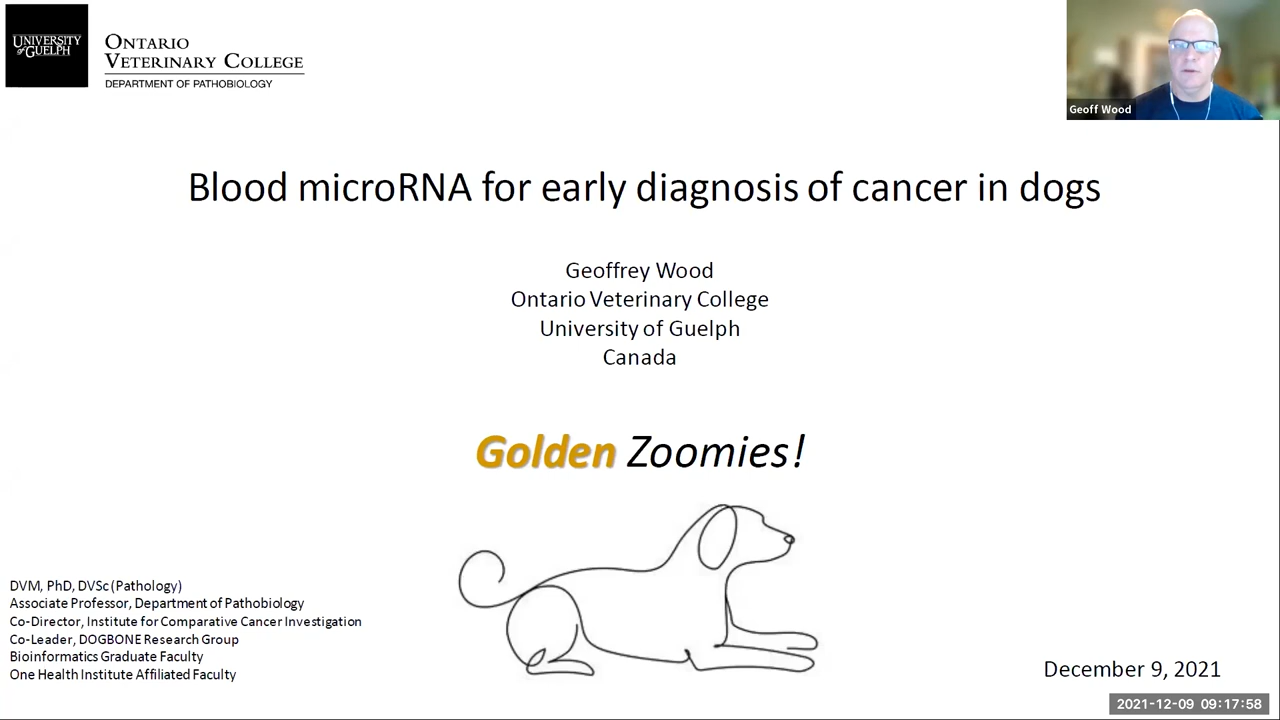 UNIVERSITY
of GUELPH
ONTARIO
VETERINARY COLLEGE
DEPARTMENT OF PATHOBIOLOGY
Geoff Wood
Blood microRNA for early diagnosis of cancer in dogs
Geoffrey Wood
Ontario Veterinary College
University of Guelph
Canada
Golden Zoomies!
DVM, PhD, DVSc (Pathology)
Associate Professor, Department of Pathobiology
Co-Director, Institute for Comparative Cancer Investigation
Co-Leader, DOGBONE Research Group
Bioinformatics Graduate Faculty
One Health Institute Affiliated Faculty
December 9, 2021
2021-12-09 09:17:58